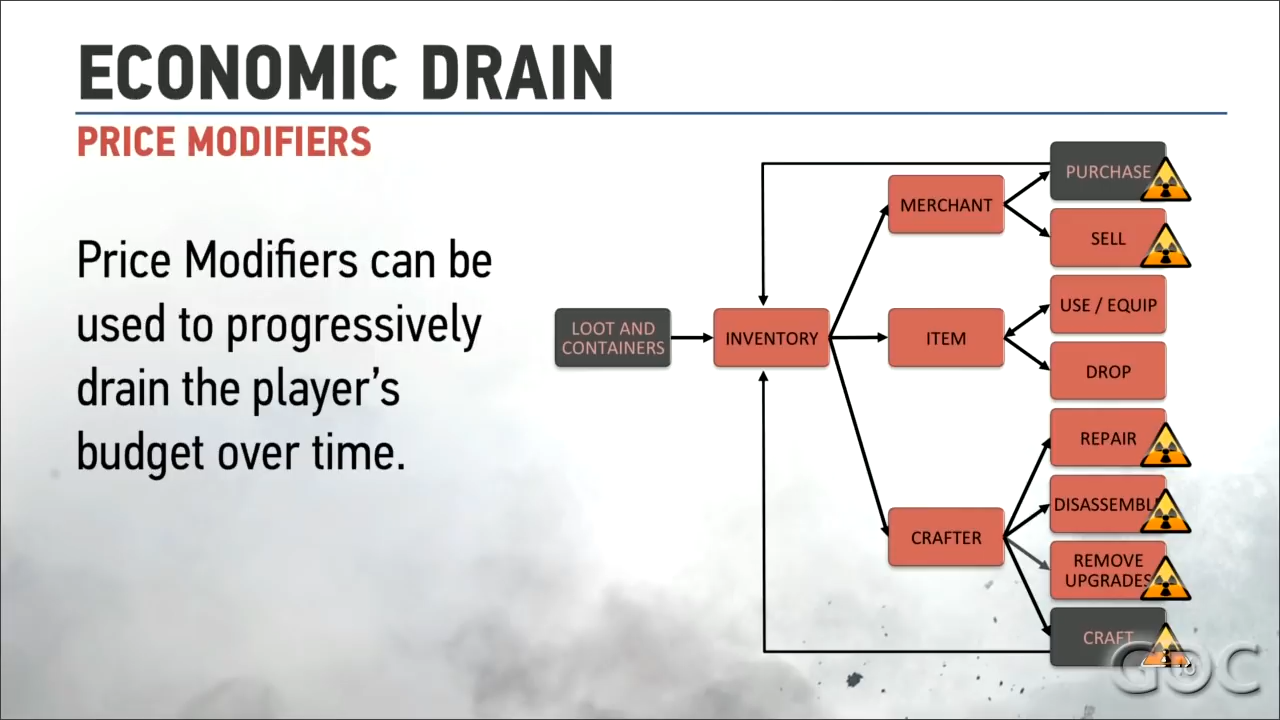 ECONOMIC DRAIN
PRICE MODIFIERS
Price Modifiers can be
used to progressively
drain the player's
budget over time.
LOOT AND
CONTAINERS
INVENTORY
MERCHANT
ITEM
CRAFTER
PURCHASE
SELL
USE / EQUIP
DROP
REPAIR
DISASSEMBL
REMOVE
UPGRADES
CRAFT
GDC